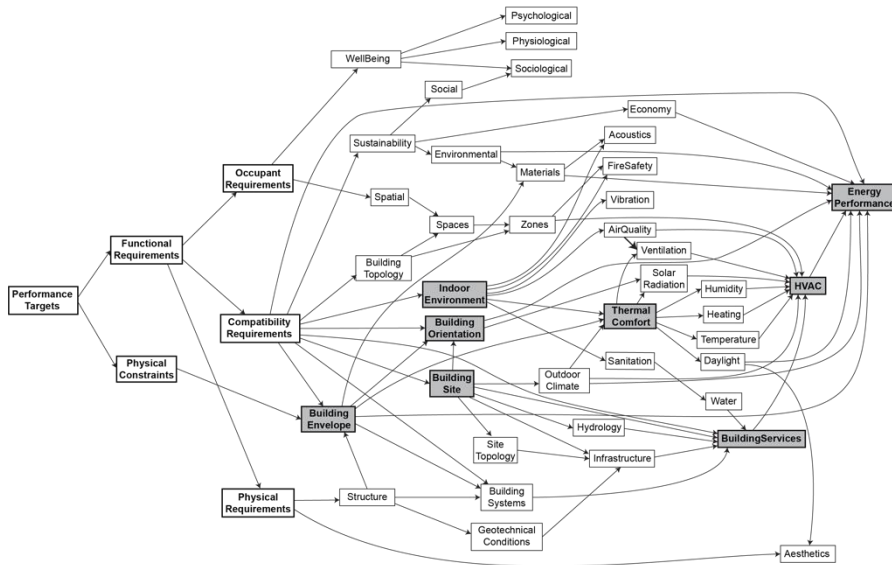 Psychological
WellBeing
Physiological
Sociological
Social
Economy
Sustainability
Acoustics
Environmental
FireSafety
Materials
Occupant
Requirements
Energy
Performance
Spatial
Vibration
Spaces
Zones
AirQuality
Functional
Requirements
Ventilation
Building
Topology
Solar
Radiation
Indoor
Environment
Humidity
HVAC
Performance
Targets
Thermal
Comfort
Heating
Compatibility
Requirements
Building
Orientation
Temperature
Daylight
Sanitation
Physical
Constraints
Building
Site
Outdoor
Climate
Water
Building
Envelope
Hydrology
BuildingServices
Site
Topology
Infrastructure
Physical
Requirements
Structure
Building
Systems
Geotechnical
Conditions
Aesthetics